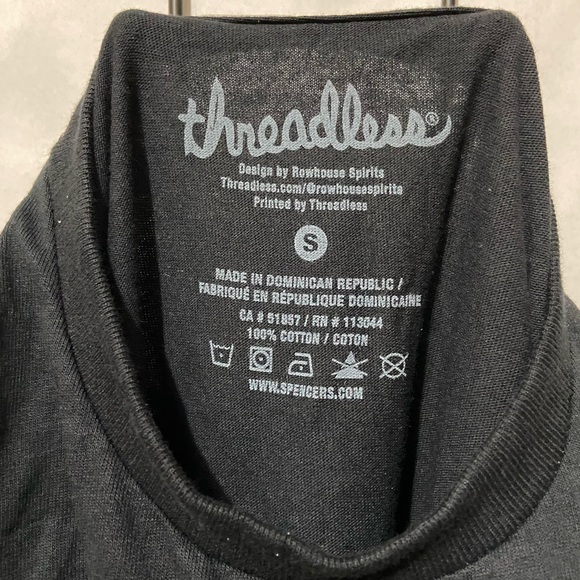 threadless®
Design by Rowhouse Spirits
Threadless.com/@rowhousespirits
Printed by Threadless
S
MADE IN DOMINICAN REPUBLIC /
FABRIQUÉ EN RÉPUBLIQUE DOMINICAINE
CA # 51857 / RN # 113044
100% COTTON / COTON
WWW.SPENCERS.COM